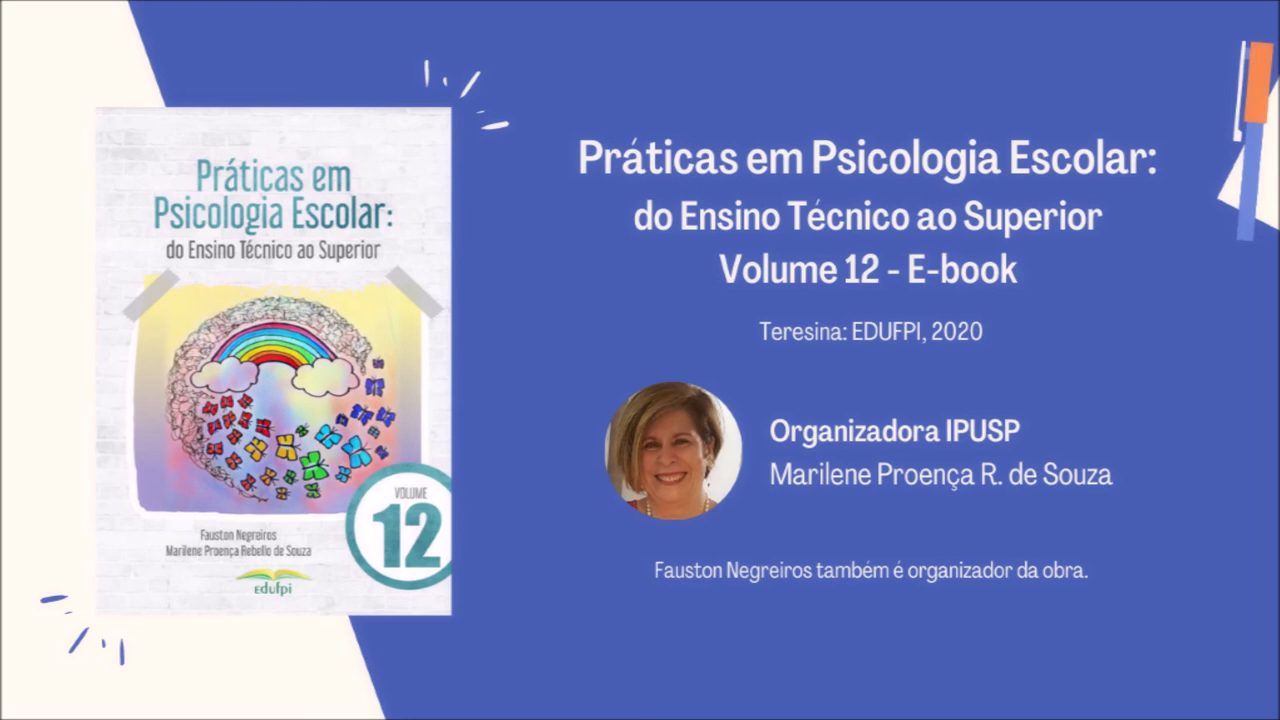 Práticas em
Psicologia Escolar:
do Ensino Técnico ao Superior
VOLUME
12
Fauston Negreiros
Marilene Proença Rebello de Souza
edufpi
Práticas em Psicologia Escolar:
do Ensino Técnico ao Superior
Volume 12 - E-book
Teresina: EDUFPI, 2020
Organizadora IPUSP
Marilene Proença R. de Souza
Fauston Negreiros também é organizador da obra.